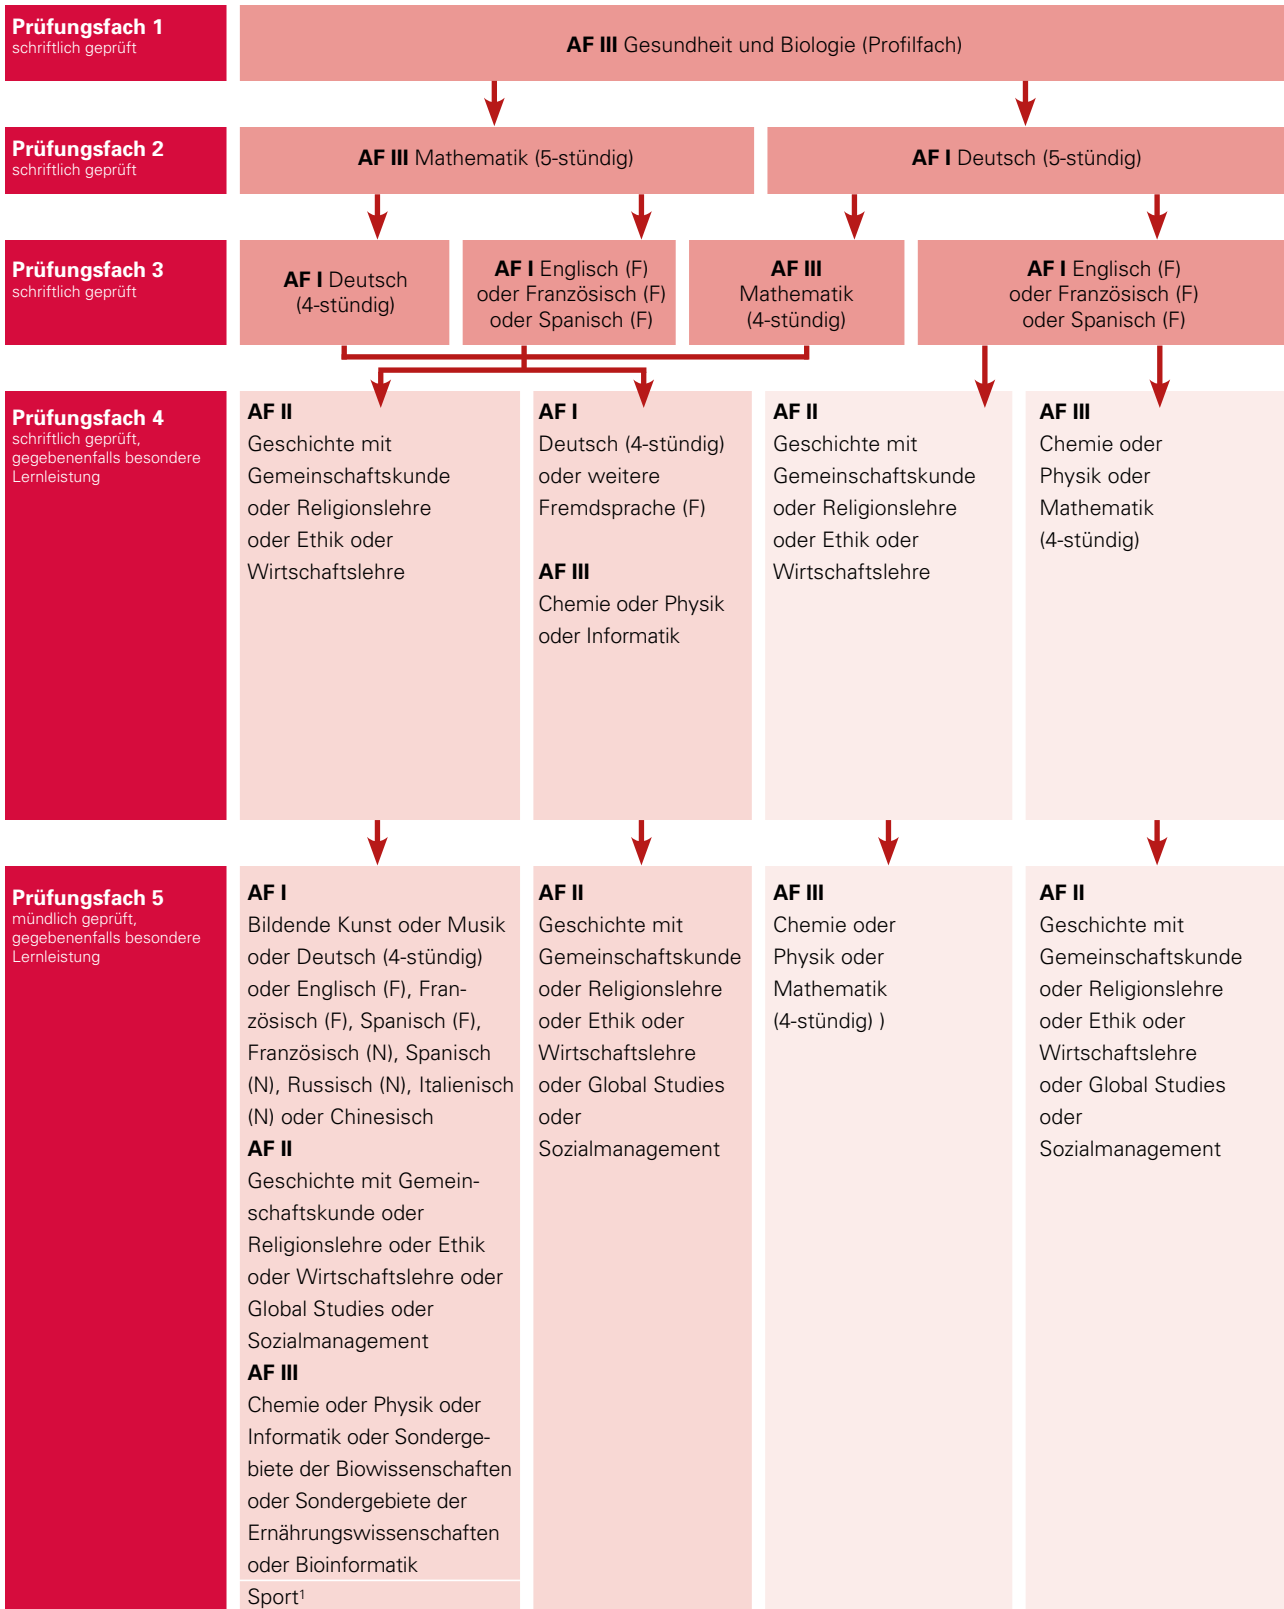 Prüfungsfach 1
schriftlich geprüft
AF III Gesundheit und Biologie (Profilfach)
Prüfungsfach 2
schriftlich geprüft
AF III Mathematik (5-stündig)
AF I Deutsch (5-stündig)
Prüfungsfach 3
schriftlich geprüft
AF I Deutsch
(4-stündig)
AF I Englisch (F)
oder Französisch (F)
oder Spanisch (F)
AF III
Mathematik
(4-stündig)
AF I Englisch (F)
oder Französisch (F)
oder Spanisch (F)
Prüfungsfach 4
schriftlich geprüft,
gegebenenfalls besondere
Lernleistung
AF II
Geschichte mit
Gemeinschaftskunde
oder Religionslehre
oder Ethik oder
Wirtschaftslehre
AF I
Deutsch (4-stündig)
oder weitere
Fremdsprache (F)
AF III
Chemie oder Physik
oder Informatik
AF II
Geschichte mit
Gemeinschaftskunde
oder Religionslehre
oder Ethik oder
Wirtschaftslehre
AF III
Chemie oder
Physik oder
Mathematik
(4-stündig)
Prüfungsfach 5
mündlich geprüft,
gegebenenfalls besondere
Lernleistung
AF I
Bildende Kunst oder Musik
oder Deutsch (4-stündig)
oder Englisch (F), Fran-
zösisch (F), Spanisch (F),
Französisch (N), Spanisch
(N), Russisch (N), Italienisch
(N) oder Chinesisch
AF II
Geschichte mit Gemein-
schaftskunde oder
Religionslehre oder Ethik
oder Wirtschaftslehre oder
Global Studies oder
Sozialmanagement
AF III
Chemie oder Physik oder
Informatik oder Sonderge-
biete der Biowissenschaften
oder Sondergebiete der
Ernährungswissenschaften
oder Bioinformatik
Sport¹
AF II
Geschichte mit
Gemeinschaftskunde
oder Religionslehre
oder Ethik oder
Wirtschaftslehre
oder Global Studies
oder
Sozialmanagement
AF III
Chemie oder
Physik oder
Mathematik
(4-stündig) )
AF II
Geschichte mit
Gemeinschaftskunde
oder Religionslehre
oder Ethik oder
Wirtschaftslehre
oder Global Studies
oder
Sozialmanagement